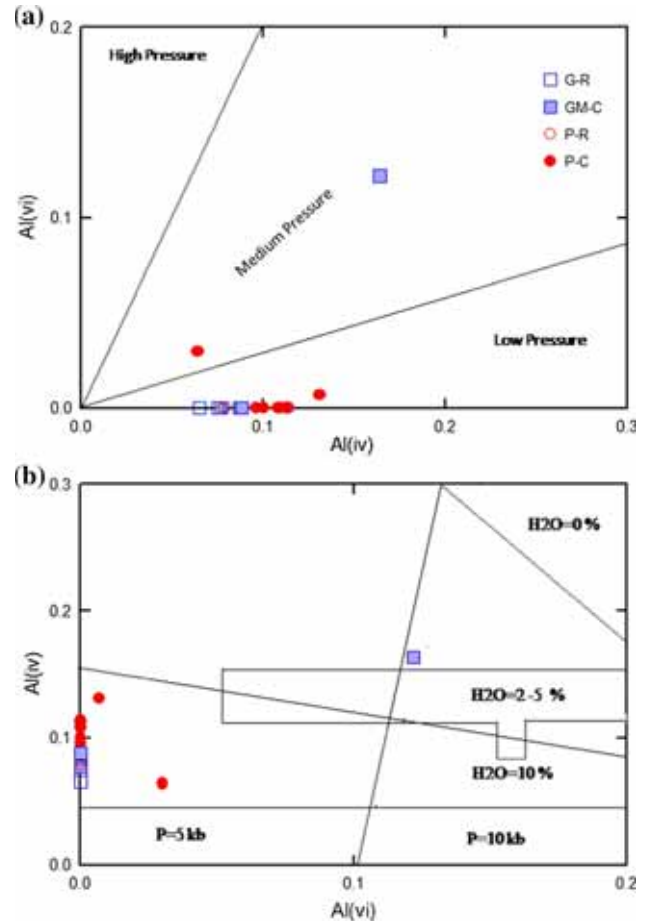 (a)
0.2
High Pressure
G-R
GM-C
P-R
P-C
Al(vi)
0.1
Medium Pressure
Low Pressure
0.0
0.0 0.1 0.2 0.3
Al(iv)
(b)
0.3
H2O=0%
0.2
Al(iv)
H2O=2-5 %
0.1
H2O=10%
P=5kb P=10kb
0.0
0.0 0.1 0.2
Al(vi)